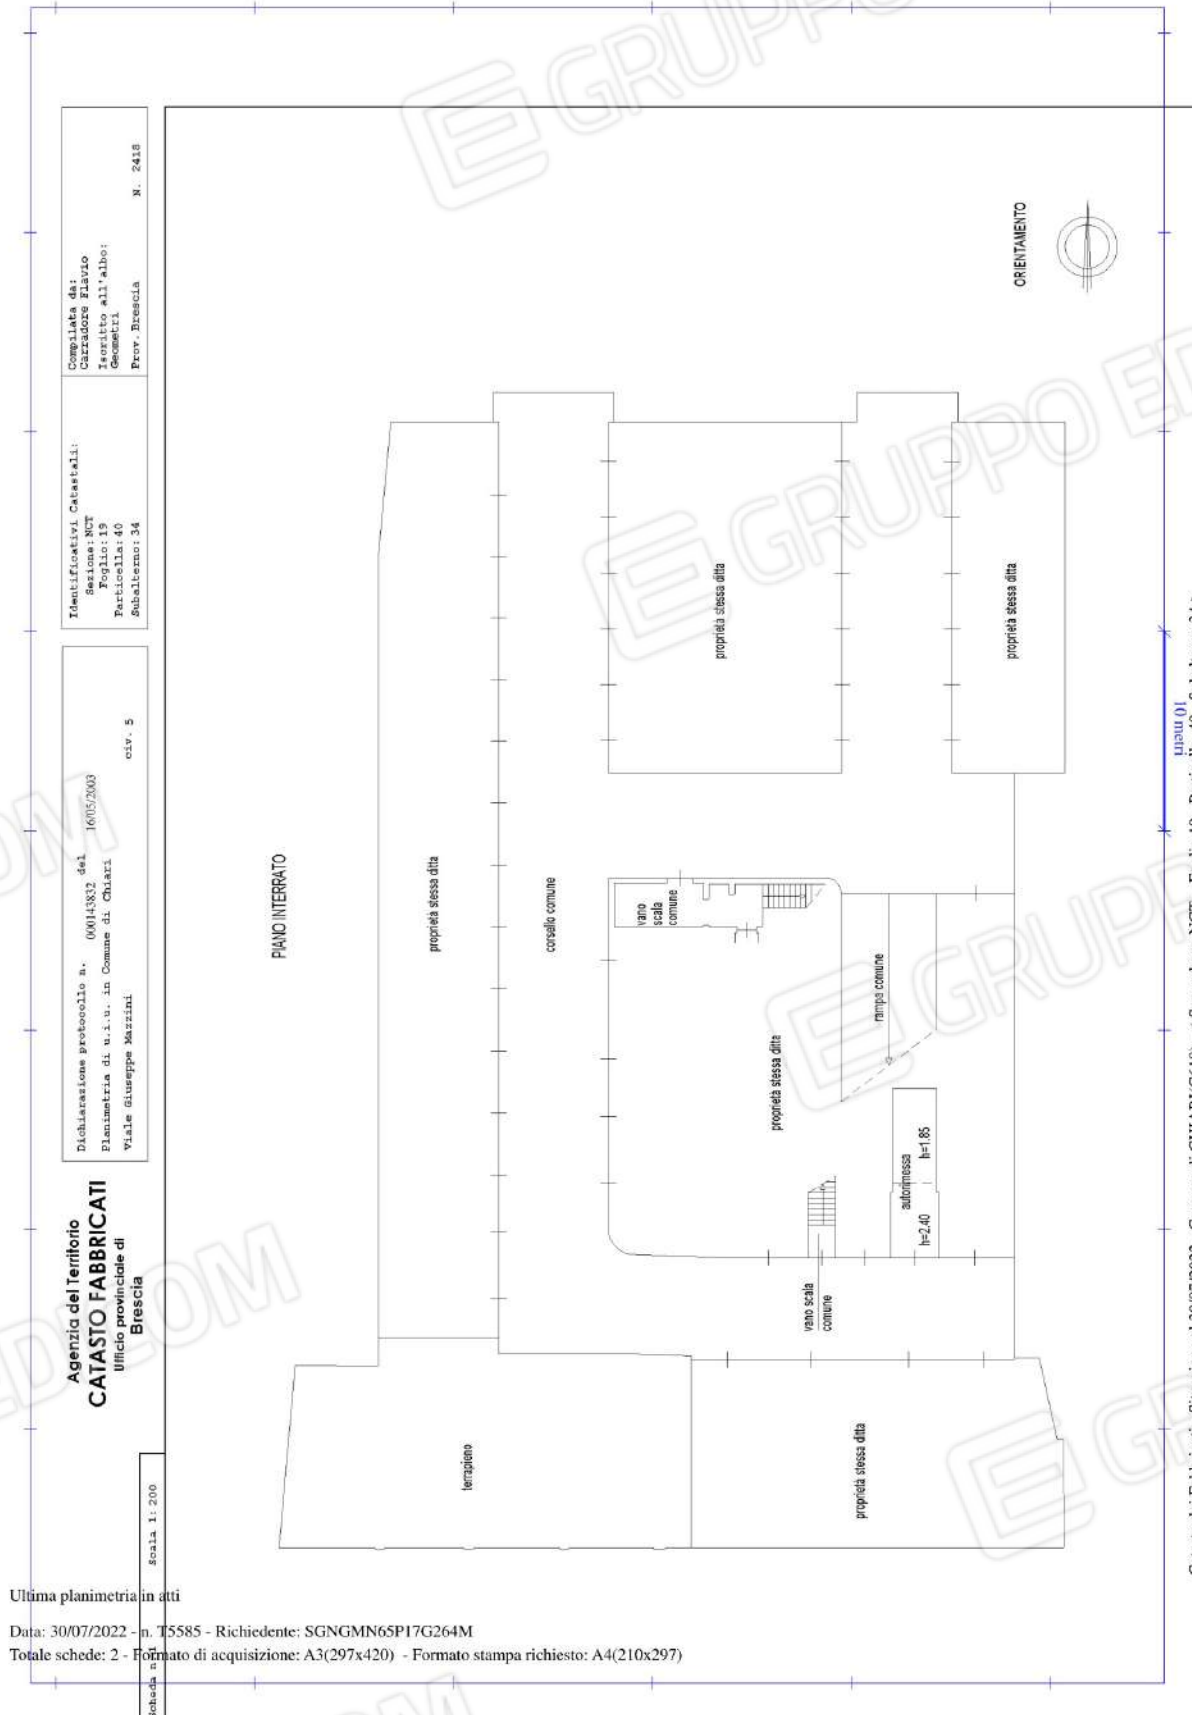 Agenzia del Territorio
CATASTO FABBRICATI
Ufficio provinciale di
Brescia
Dichiarazione protocollo n. 000143832 del 16/05/2003
Planimetria di u.i.u. in Comune di Chiari
Viale Giuseppe Mazzini civ. 5
Identificativi Catastali:
Sezione: NCT
Foglio: 19
Particella: 40
Subalterno: 34
Compilata da:
Carradore Flavio
Iscritto all'albo:
Geometri
Prov. Brescia N. 2418
Scala 1: 200
PIANO INTERRATO
ORIENTAMENTO
proprietà stessa ditta
corsello comune
proprietà stessa ditta
proprietà stessa ditta
vano
scala
comune
rampa comune
proprietà stessa ditta
autorimessa
h=2.40 h=1.85
vano scala
comune
terrapieno
proprietà stessa ditta
10 metri
Ultima planimetria in atti
Data: 30/07/2022 - n. T5585 - Richiedente: SGNGMN65P17G264M
Totale schede: 2 - Formato di acquisizione: A3(297x420) - Formato stampa richiesto: A4(210x297)
GRUPPO
GRUPPO ED
GRUPP
EDICOM